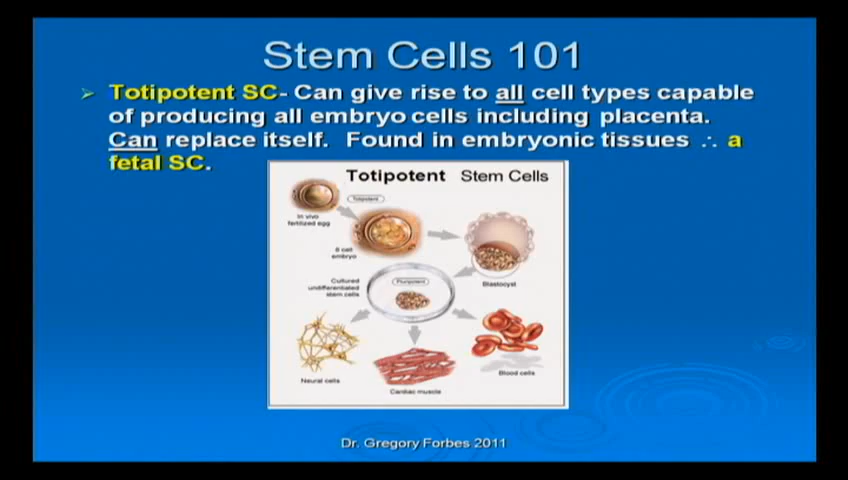 Stem Cells 101
➢ Totipotent SC- Can give rise to all cell types capable
of producing all embryo cells including placenta.
Can replace itself. Found in embryonic tissues ∴ a
fetal SC.
Totipotent Stem Cells
Totipotent
In vivo
fertilized egg
8 cell
embryo
Blastocyst
Cultured
undifferentiated
stem cells
Pluripotent
Neural cells
Cardiac muscle
Blood cells
Dr. Gregory Forbes 2011